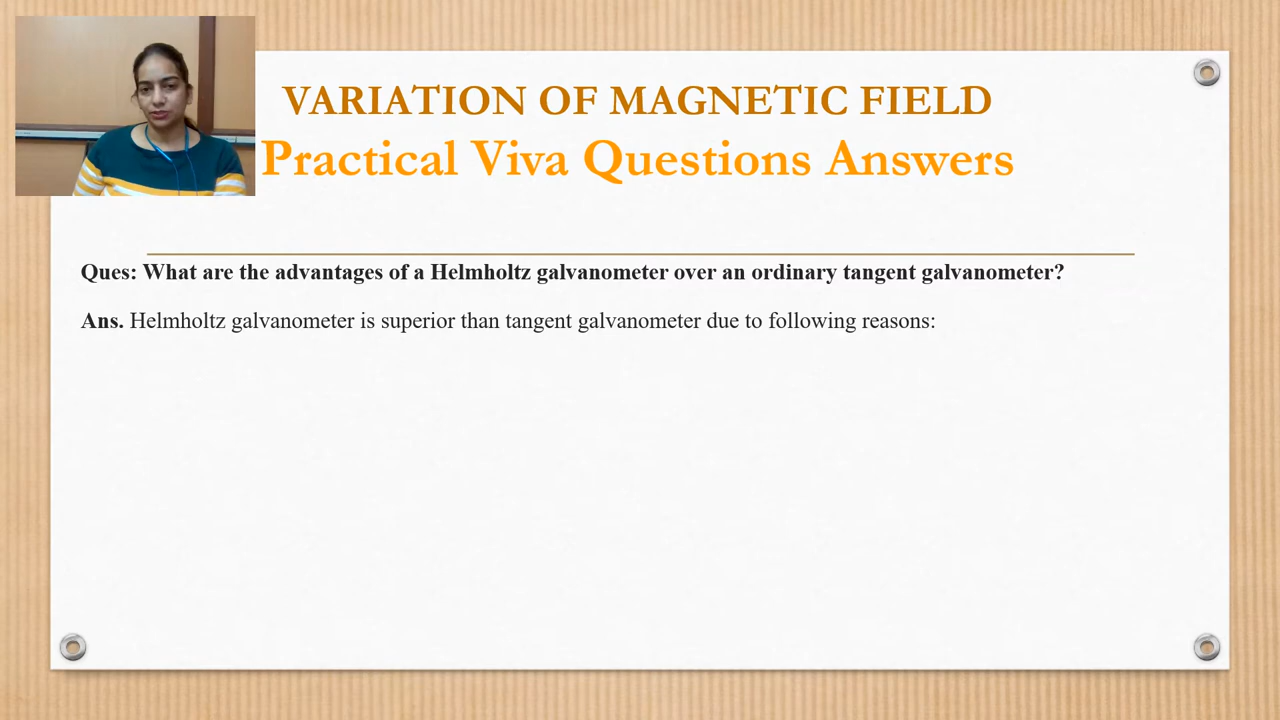 VARIATION OF MAGNETIC FIELD
Practical Viva Questions Answers
Ques: What are the advantages of a Helmholtz galvanometer over an ordinary tangent galvanometer?
Ans. Helmholtz galvanometer is superior than tangent galvanometer due to following reasons: